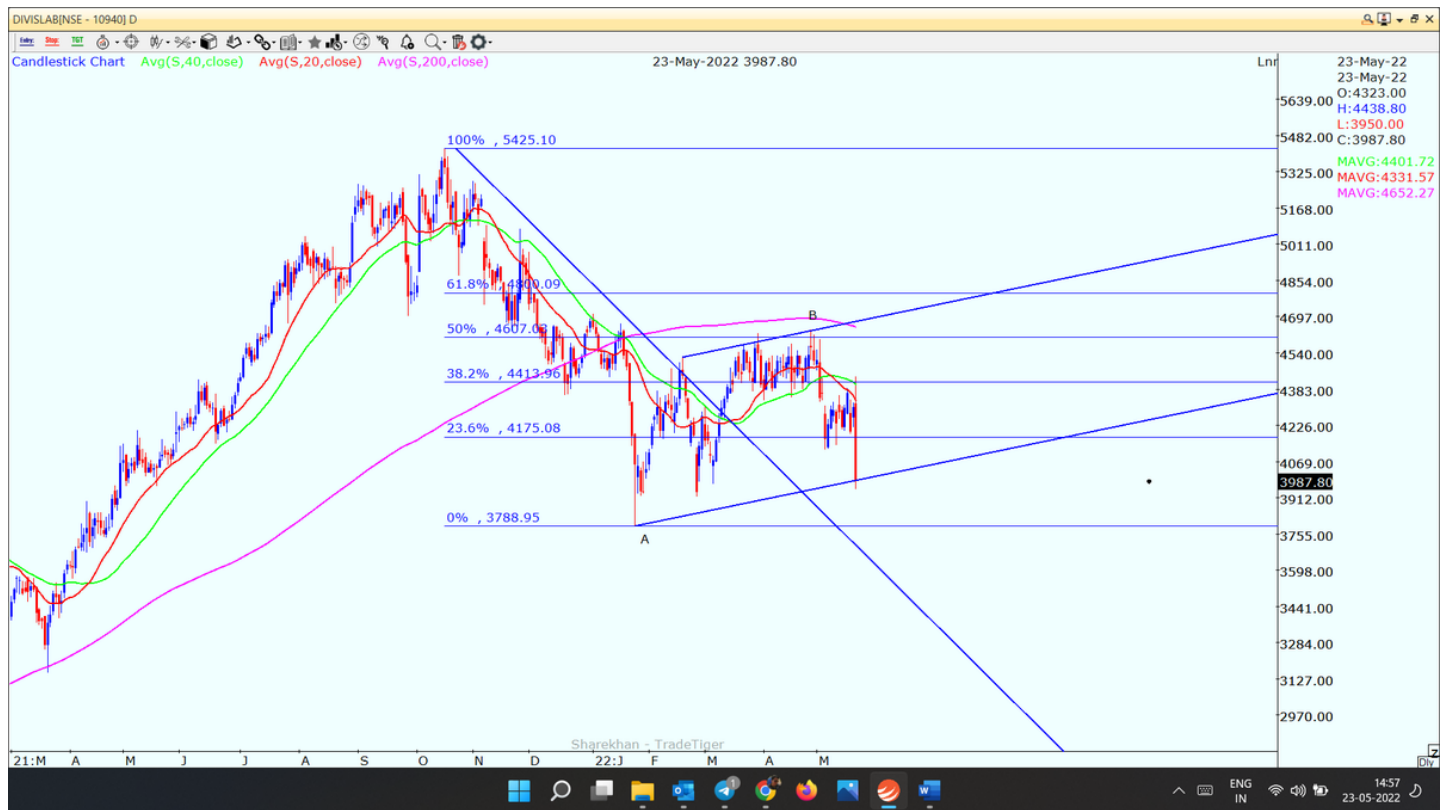 DIVISLAB[NSE - 10940] D
Entry Stop TGT
Candlestick Chart Avg(S,40,close) Avg(S,20,close) Avg(S,200,close) 23-May-2022 3987.80 Lnr
23-May-22
23-May-22
O:4323.00
H:4438.80
L:3950.00
C:3987.80
MAVG:4401.72
MAVG:4331.57
MAVG:4652.27
5639.00
5482.00
5325.00
5168.00
5011.00
4854.00
4697.00
4540.00
4383.00
4226.00
4069.00
3987.80
3912.00
3755.00
3598.00
3441.00
3284.00
3127.00
2970.00
100% , 5425.10
61.8% , 4800.09
B
50% , 4607.03
38.2% , 4413.96
23.6% , 4175.08
0% , 3788.95
A
Sharekhan - TradeTiger
21:M A M J J A S O N D 22:J F M A M
Z
Dly
1
W
ENG
IN
14:57
23-05-2022